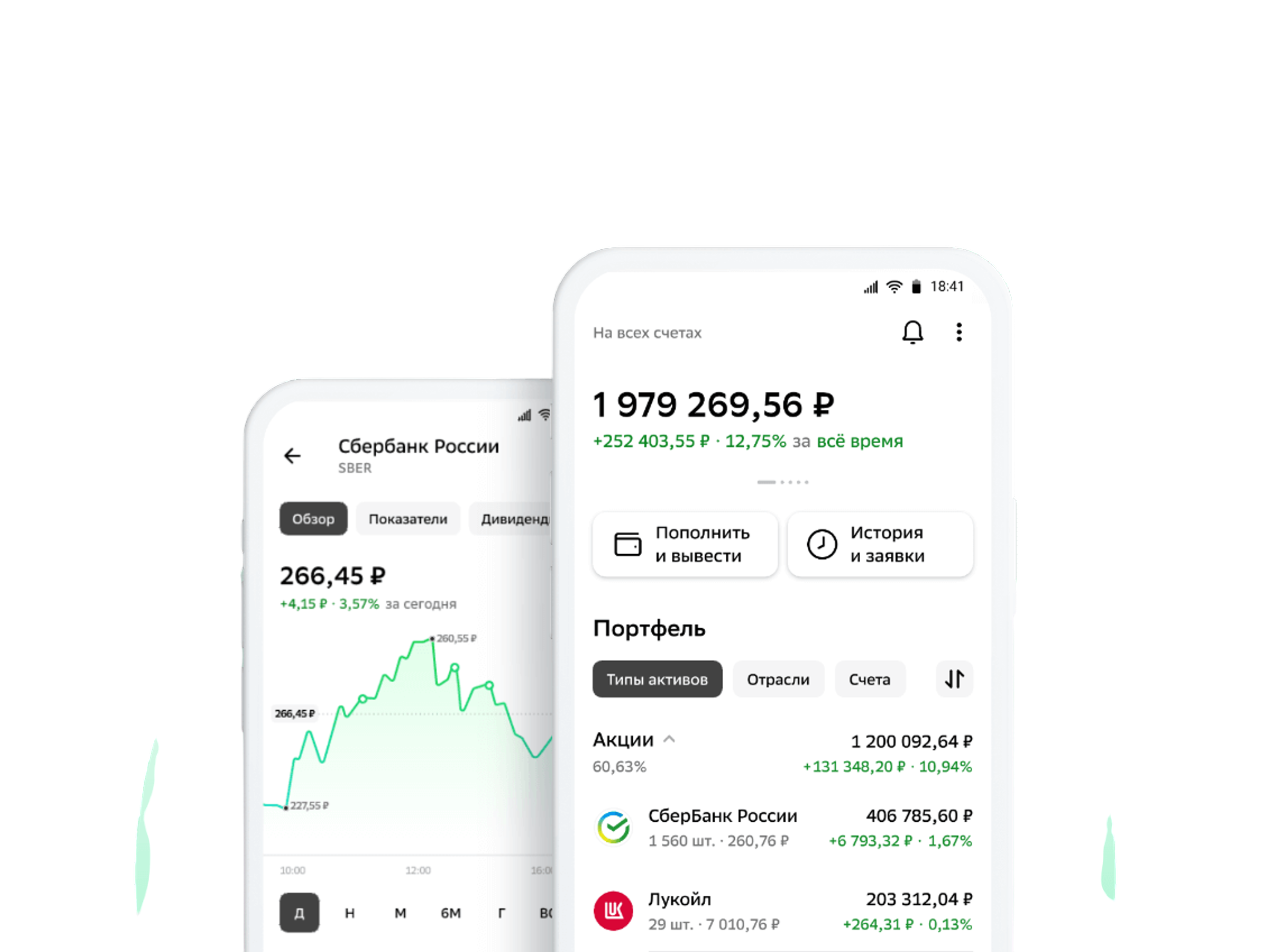 18:41
На всех счетах
1 979 269,56 ₽
+252 403,55 ₽ · 12,75% за всё время
Пополнить
и вывести
История
и заявки
Портфель
Типы активов
Отрасли
Счета
Акции
1 200 092,64 ₽
60,63%
+131 348,20 ₽ · 10,94%
СберБанк России
406 785,60 ₽
1 560 шт. · 260,76 ₽
+6 793,32 ₽ · 1,67%
Лукойл
203 312,04 ₽
29 шт. · 7 010,76 ₽
+264,31 ₽ · 0,13%
Сбербанк России
SBER
Обзор
Показатели
Дивиденд
266,45 ₽
+4,15 ₽ · 3,57% за сегодня
260,55 ₽
266,45 ₽
227,55 ₽
10:00
12:00
16:0
Д
Н
М
6М
Г
ВС